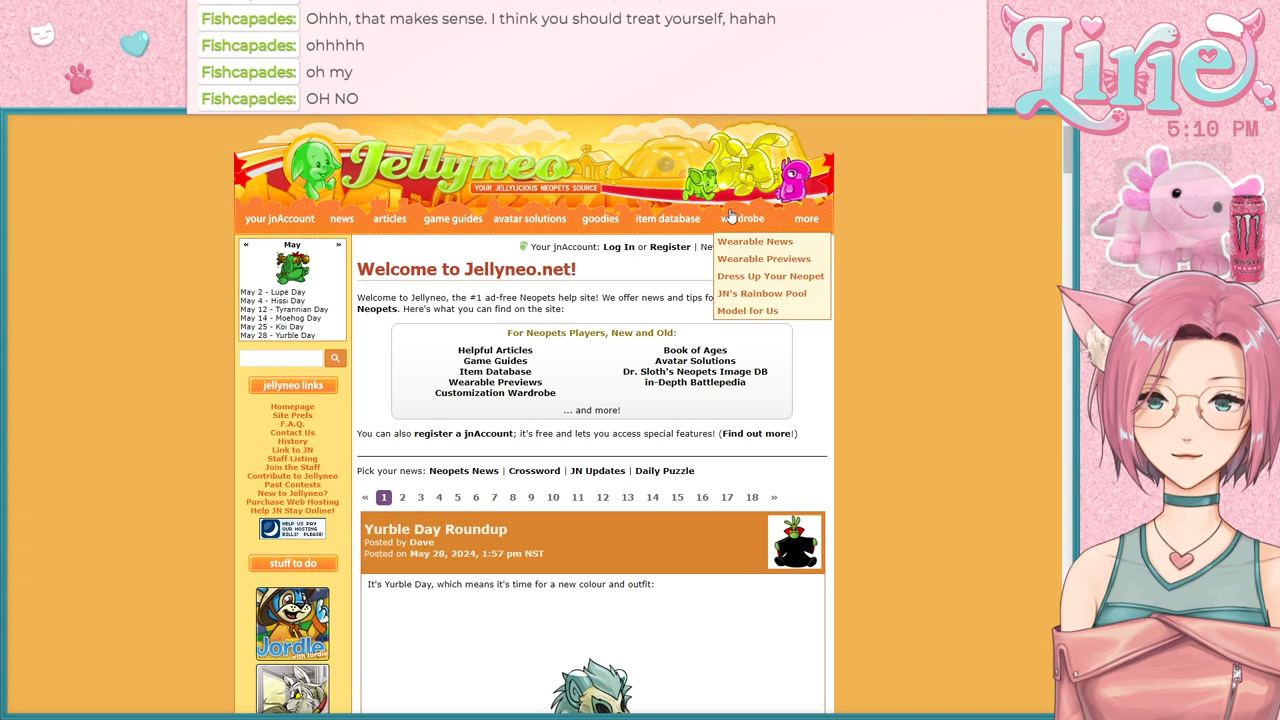 Fishcapades: Ohhh, that makes sense. I think you should treat yourself, hahah
Fishcapades: ohhhhh
Fishcapades: oh my
Fishcapades: OH NO
Lirie
5:10 PM
Jellyneo
YOUR JELLYLICIOUS NEOPETS SOURCE
your jnAccount news articles game guides avatar solutions goodies item database wardrobe more
Wearable News
Wearable Previews
Dress Up Your Neopet
JN's Rainbow Pool
Model for Us
« May »
May 2 - Lupe Day
May 4 - Hissi Day
May 12 - Tyrannian Day
May 14 - Moehog Day
May 25 - Koi Day
May 28 - Yurble Day
jellyneo links
Homepage
Site Prefs
F.A.Q.
Contact Us
History
Link to JN
Staff Listing
Join the Staff
Contribute to Jellyneo
Past Contests
New to Jellyneo?
Purchase Web Hosting
Help JN Stay Online!
HELP US PAY
OUR HOSTING
BILLS! PLEASE!
stuff to do
Jordle
with Jordie
Your jnAccount: Log In or Register |
Welcome to Jellyneo.net!
Welcome to Jellyneo, the #1 ad-free Neopets help site! We offer news and tips fo
Neopets. Here's what you can find on the site:
For Neopets Players, New and Old:
Helpful Articles
Game Guides
Item Database
Wearable Previews
Customization Wardrobe
Book of Ages
Avatar Solutions
Dr. Sloth's Neopets Image DB
in-Depth Battlepedia
... and more!
You can also register a jnAccount; it's free and lets you access special features! (Find out more!)
Pick your news: Neopets News | Crossword | JN Updates | Daily Puzzle
« 1 2 3 4 5 6 7 8 9 10 11 12 13 14 15 16 17 18 »
Yurble Day Roundup
Posted by Dave
Posted on May 28, 2024, 1:57 pm NST
It's Yurble Day, which means it's time for a new colour and outfit: